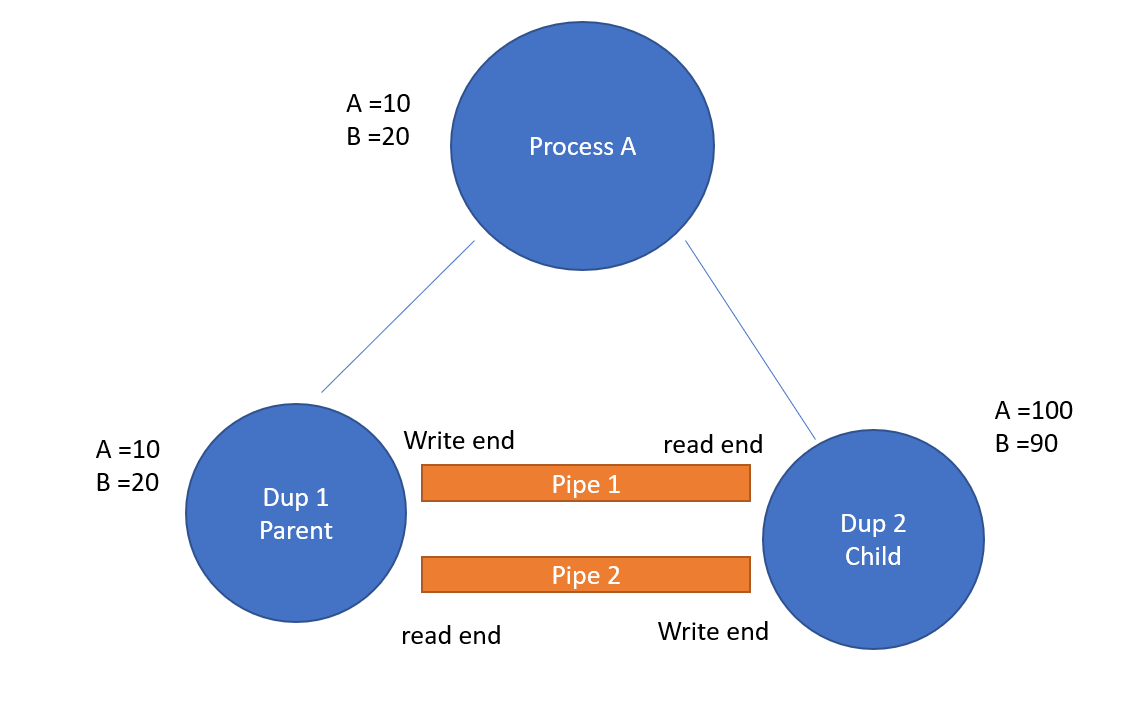 A =10
B =20
Process A
A =10
B =20
Dup 1
Parent
Write end
read end
Pipe 1
Pipe 2
read end
Write end
A =100
B =90
Dup 2
Child